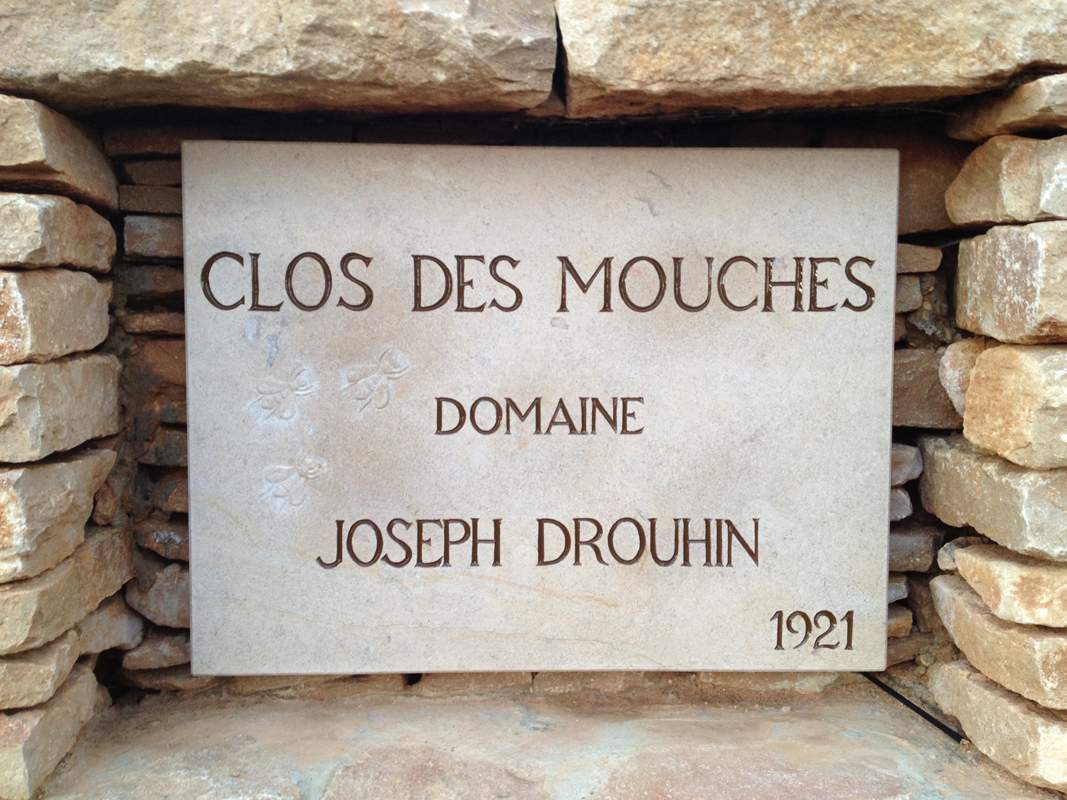 CLOS DES MOUCHES
DOMAINE
JOSEPH DROUHIN
1921